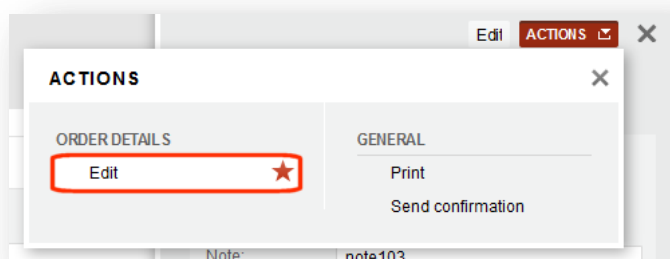 Edit ACTIONS
ACTIONS
ORDER DETAILS
Edit
GENERAL
Print
Send confirmation
Note: note103